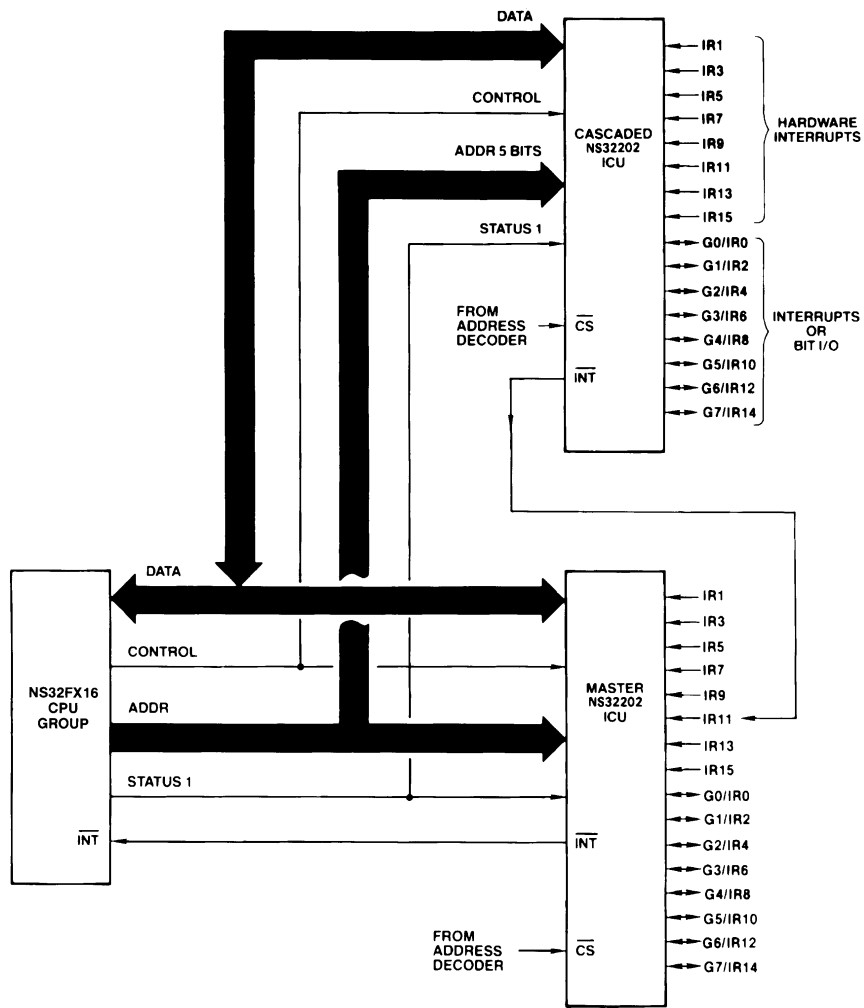 DATA
CONTROL
ADDR 5 BITS
STATUS 1
FROM
ADDRESS
DECODER
CASCADED
NS32202
ICU
CS
INT
IR1
IR3
IR5
IR7
IR9
IR11
IR13
IR15
G0/IR0
G1/IR2
G2/IR4
G3/IR6
G4/IR8
G5/IR10
G6/IR12
G7/IR14
HARDWARE
INTERRUPTS
INTERRUPTS
OR
BIT I/O
NS32FX16
CPU
GROUP
INT
DATA
CONTROL
ADDR
STATUS 1
FROM
ADDRESS
DECODER
MASTER
NS32202
ICU
INT
CS
IR1
IR3
IR5
IR7
IR9
IR11
IR13
IR15
G0/IR0
G1/IR2
G2/IR4
G3/IR6
G4/IR8
G5/IR10
G6/IR12
G7/IR14